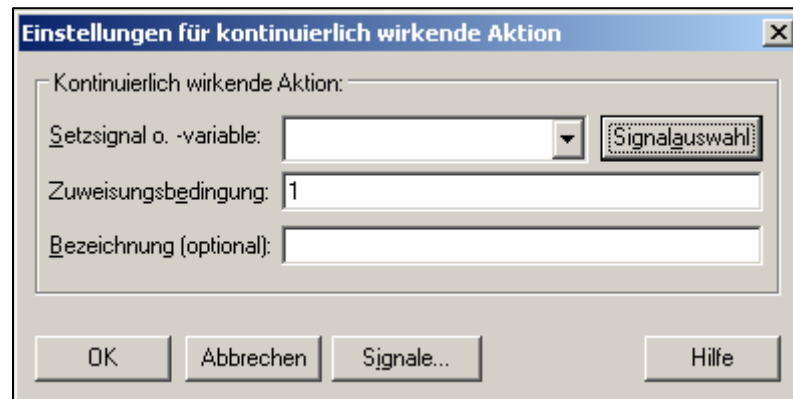 Einstellungen für kontinuierlich wirkende Aktion
Kontinuierlich wirkende Aktion:
Setzsignal o. -variable: Signalauswahl
Zuweisungsbedingung: 1
Bezeichnung (optional):
OK Abbrechen Signale... Hilfe